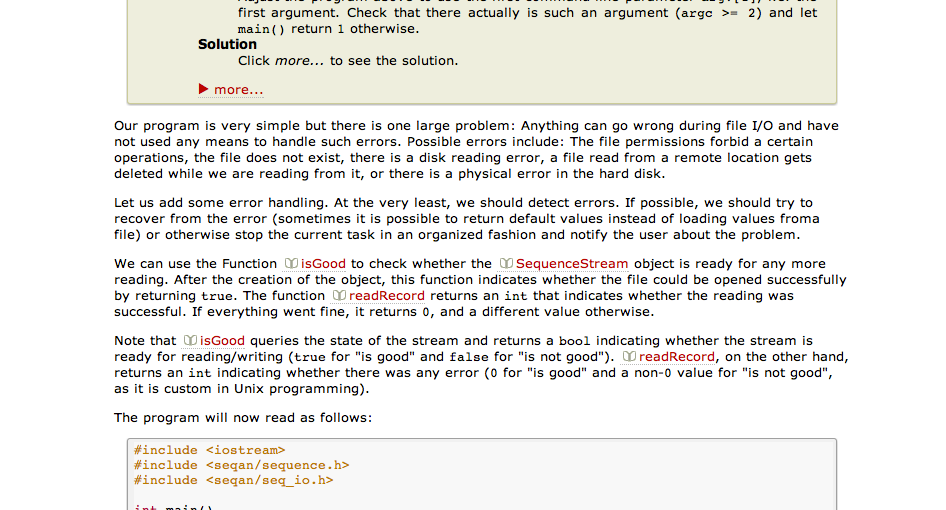 first argument. Check that there actually is such an argument (argc >= 2) and let
main() return 1 otherwise.
Solution
Click more... to see the solution.
more...
Our program is very simple but there is one large problem: Anything can go wrong during file I/O and have
not used any means to handle such errors. Possible errors include: The file permissions forbid a certain
operations, the file does not exist, there is a disk reading error, a file read from a remote location gets
deleted while we are reading from it, or there is a physical error in the hard disk.
Let us add some error handling. At the very least, we should detect errors. If possible, we should try to
recover from the error (sometimes it is possible to return default values instead of loading values froma
file) or otherwise stop the current task in an organized fashion and notify the user about the problem.
We can use the Function isGood to check whether the SequenceStream object is ready for any more
reading. After the creation of the object, this function indicates whether the file could be opened successfully
by returning true. The function readRecord returns an int that indicates whether the reading was
successful. If everything went fine, it returns 0, and a different value otherwise.
Note that isGood queries the state of the stream and returns a bool indicating whether the stream is
ready for reading/writing (true for "is good" and false for "is not good"). readRecord, on the other hand,
returns an int indicating whether there was any error (0 for "is good" and a non-0 value for "is not good",
as it is custom in Unix programming).
The program will now read as follows:
#include <iostream>
#include <seqan/sequence.h>
#include <seqan/seq_io.h>
int main()